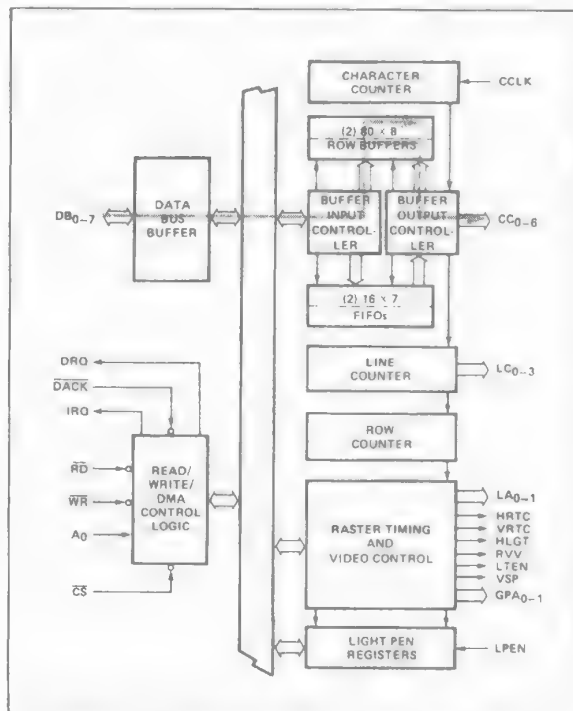 CHARACTER
COUNTER
CCLK
(2) 80 × 8
ROW BUFFERS
DB0–7
DATA
BUS
BUFFER
BUFFER
INPUT
CONTROL-
LER
BUFFER
OUTPUT
CONTROL-
LER
CC0–6
(2) 16 × 7
FIFOs
DRQ
DACK
IRQ
LINE
COUNTER
LC0–3
ROW
COUNTER
RD
WR
A0
CS
READ/
WRITE/
DMA
CONTROL
LOGIC
RASTER TIMING
AND
VIDEO CONTROL
LA0–1
HRTC
VRTC
HLGT
RVV
LTEN
VSP
GPA0–1
LIGHT PEN
REGISTERS
LPEN